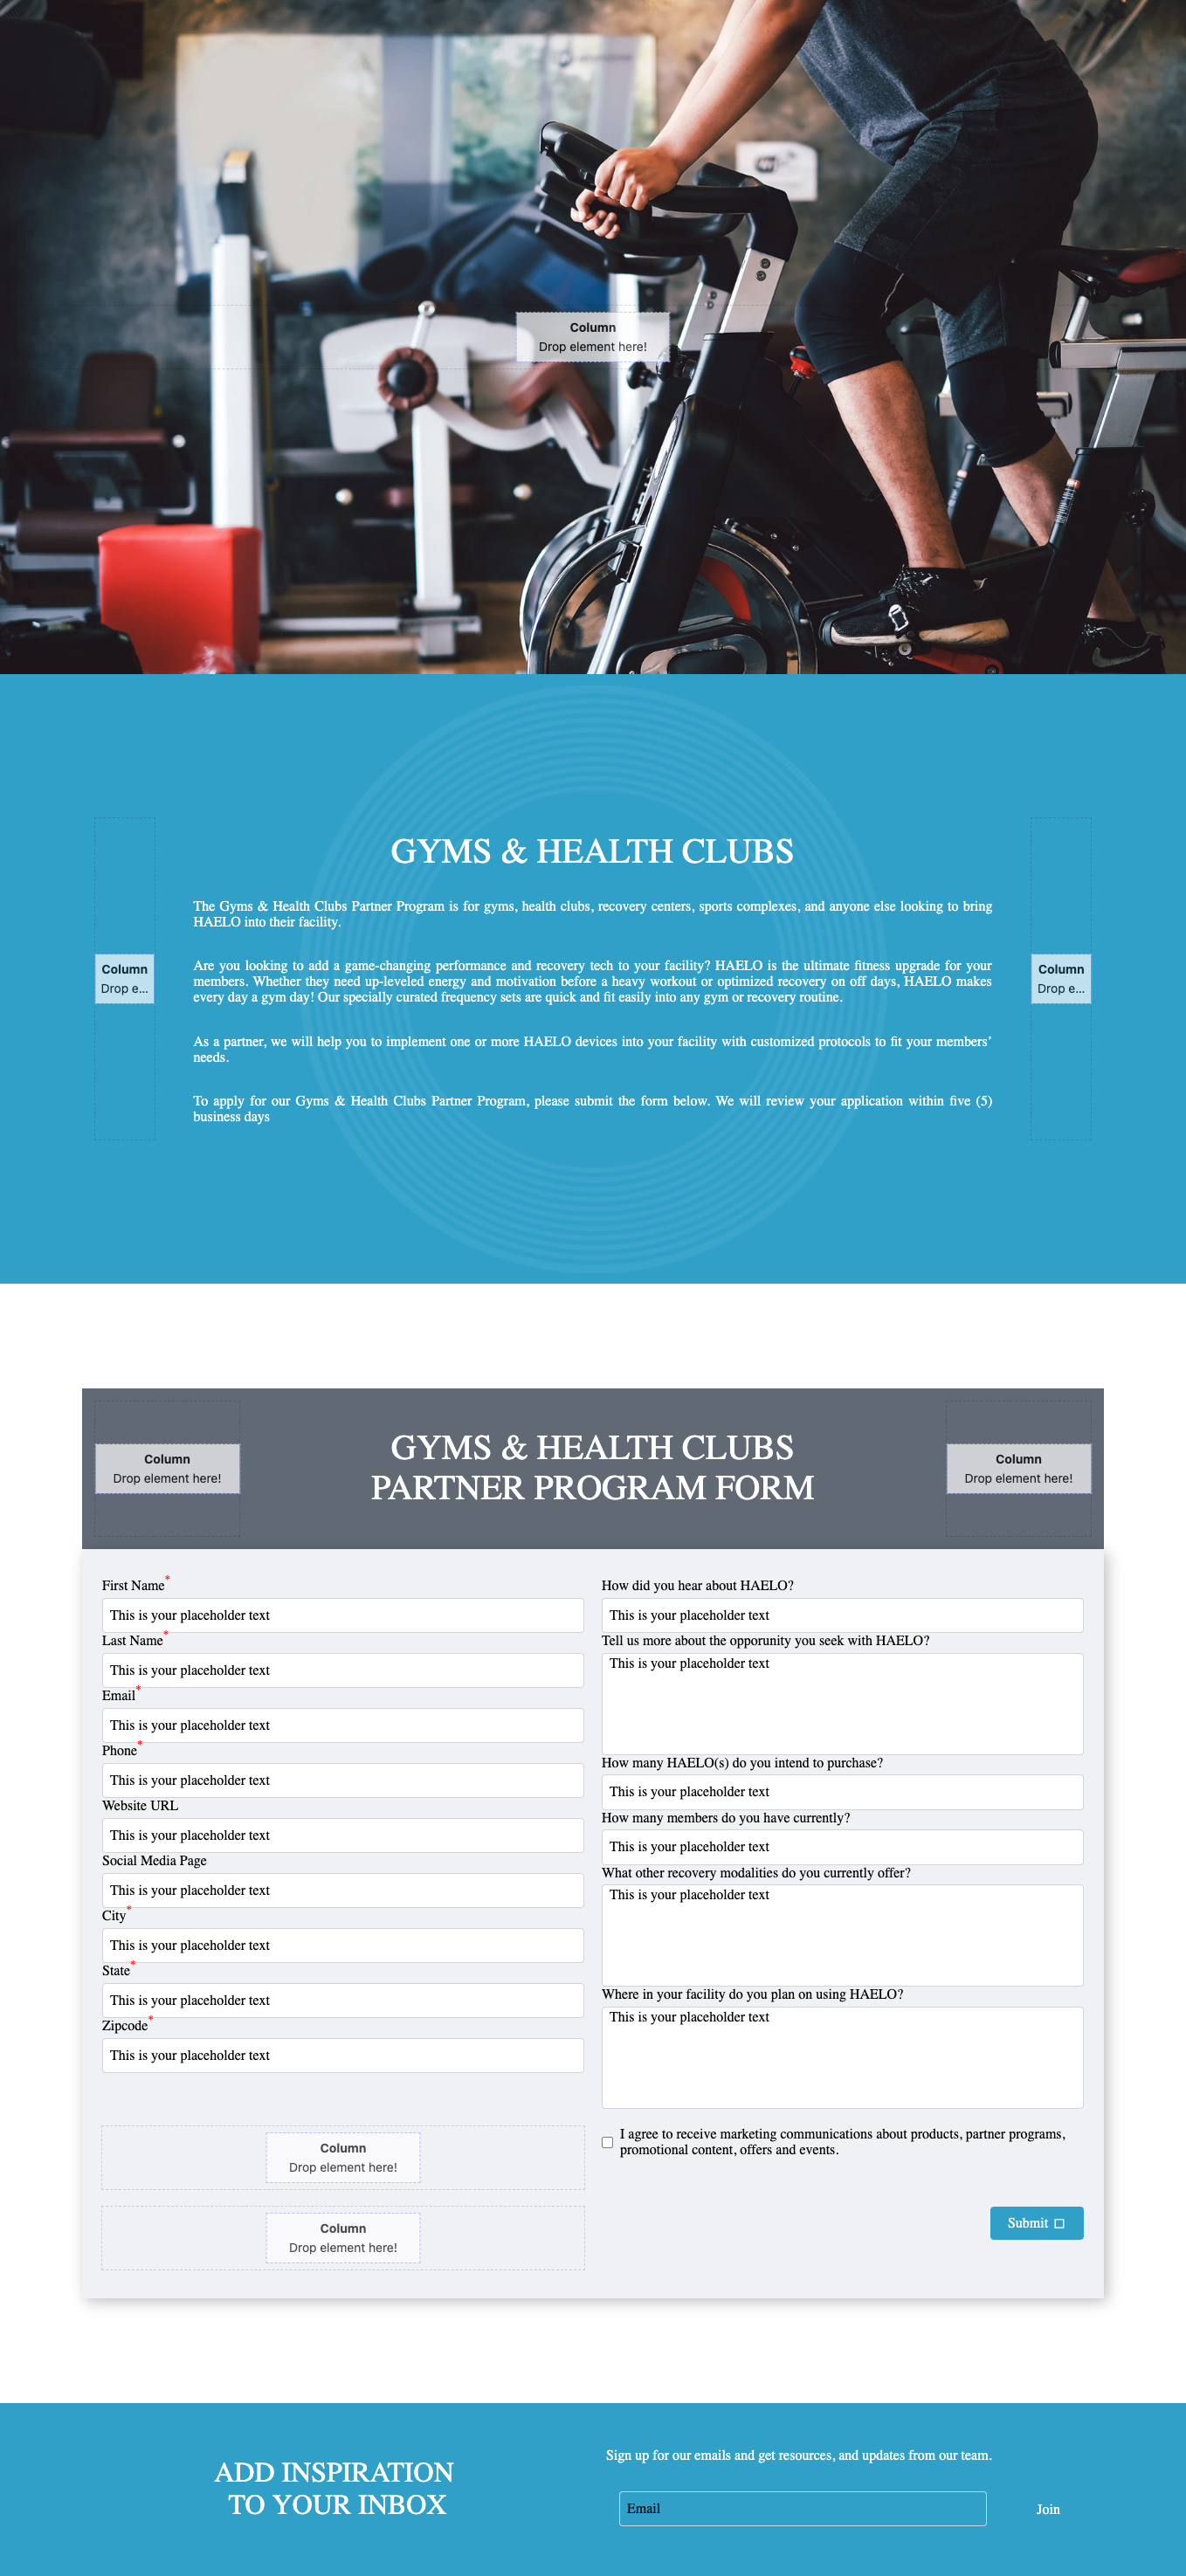 Column
Drop element here!
GYMS & HEALTH CLUBS
The Gyms & Health Clubs Partner Program is for gyms, health clubs, recovery centers, sports complexes, and anyone else looking to bring
HAELO into their facility.
Column
Drop e...
Are you looking to add a game-changing performance and recovery tech to your facility? HAELO is the ultimate fitness upgrade for your
members. Whether they need up-leveled energy and motivation before a heavy workout or optimized recovery on off days, HAELO makes
every day a gym day! Our specially curated frequency sets are quick and fit easily into any gym or recovery routine.
Column
Drop e...
As a partner, we will help you to implement one or more HAELO devices into your facility with customized protocols to fit your members’
needs.
To apply for our Gyms & Health Clubs Partner Program, please submit the form below. We will review your application within five (5)
business days
Column
Drop element here!
GYMS & HEALTH CLUBS
PARTNER PROGRAM FORM
Column
Drop element here!
First Name*
This is your placeholder text
Last Name*
This is your placeholder text
Email*
This is your placeholder text
Phone*
This is your placeholder text
Website URL
This is your placeholder text
Social Media Page
This is your placeholder text
City*
This is your placeholder text
State*
This is your placeholder text
Zipcode*
This is your placeholder text
How did you hear about HAELO?
This is your placeholder text
Tell us more about the opporunity you seek with HAELO?
This is your placeholder text
How many HAELO(s) do you intend to purchase?
This is your placeholder text
How many members do you have currently?
This is your placeholder text
What other recovery modalities do you currently offer?
This is your placeholder text
Where in your facility do you plan on using HAELO?
This is your placeholder text
Column
Drop element here!
I agree to receive marketing communications about products, partner programs,
promotional content, offers and events.
Column
Drop element here!
Submit
ADD INSPIRATION
TO YOUR INBOX
Sign up for our emails and get resources, and updates from our team.
Email
Join